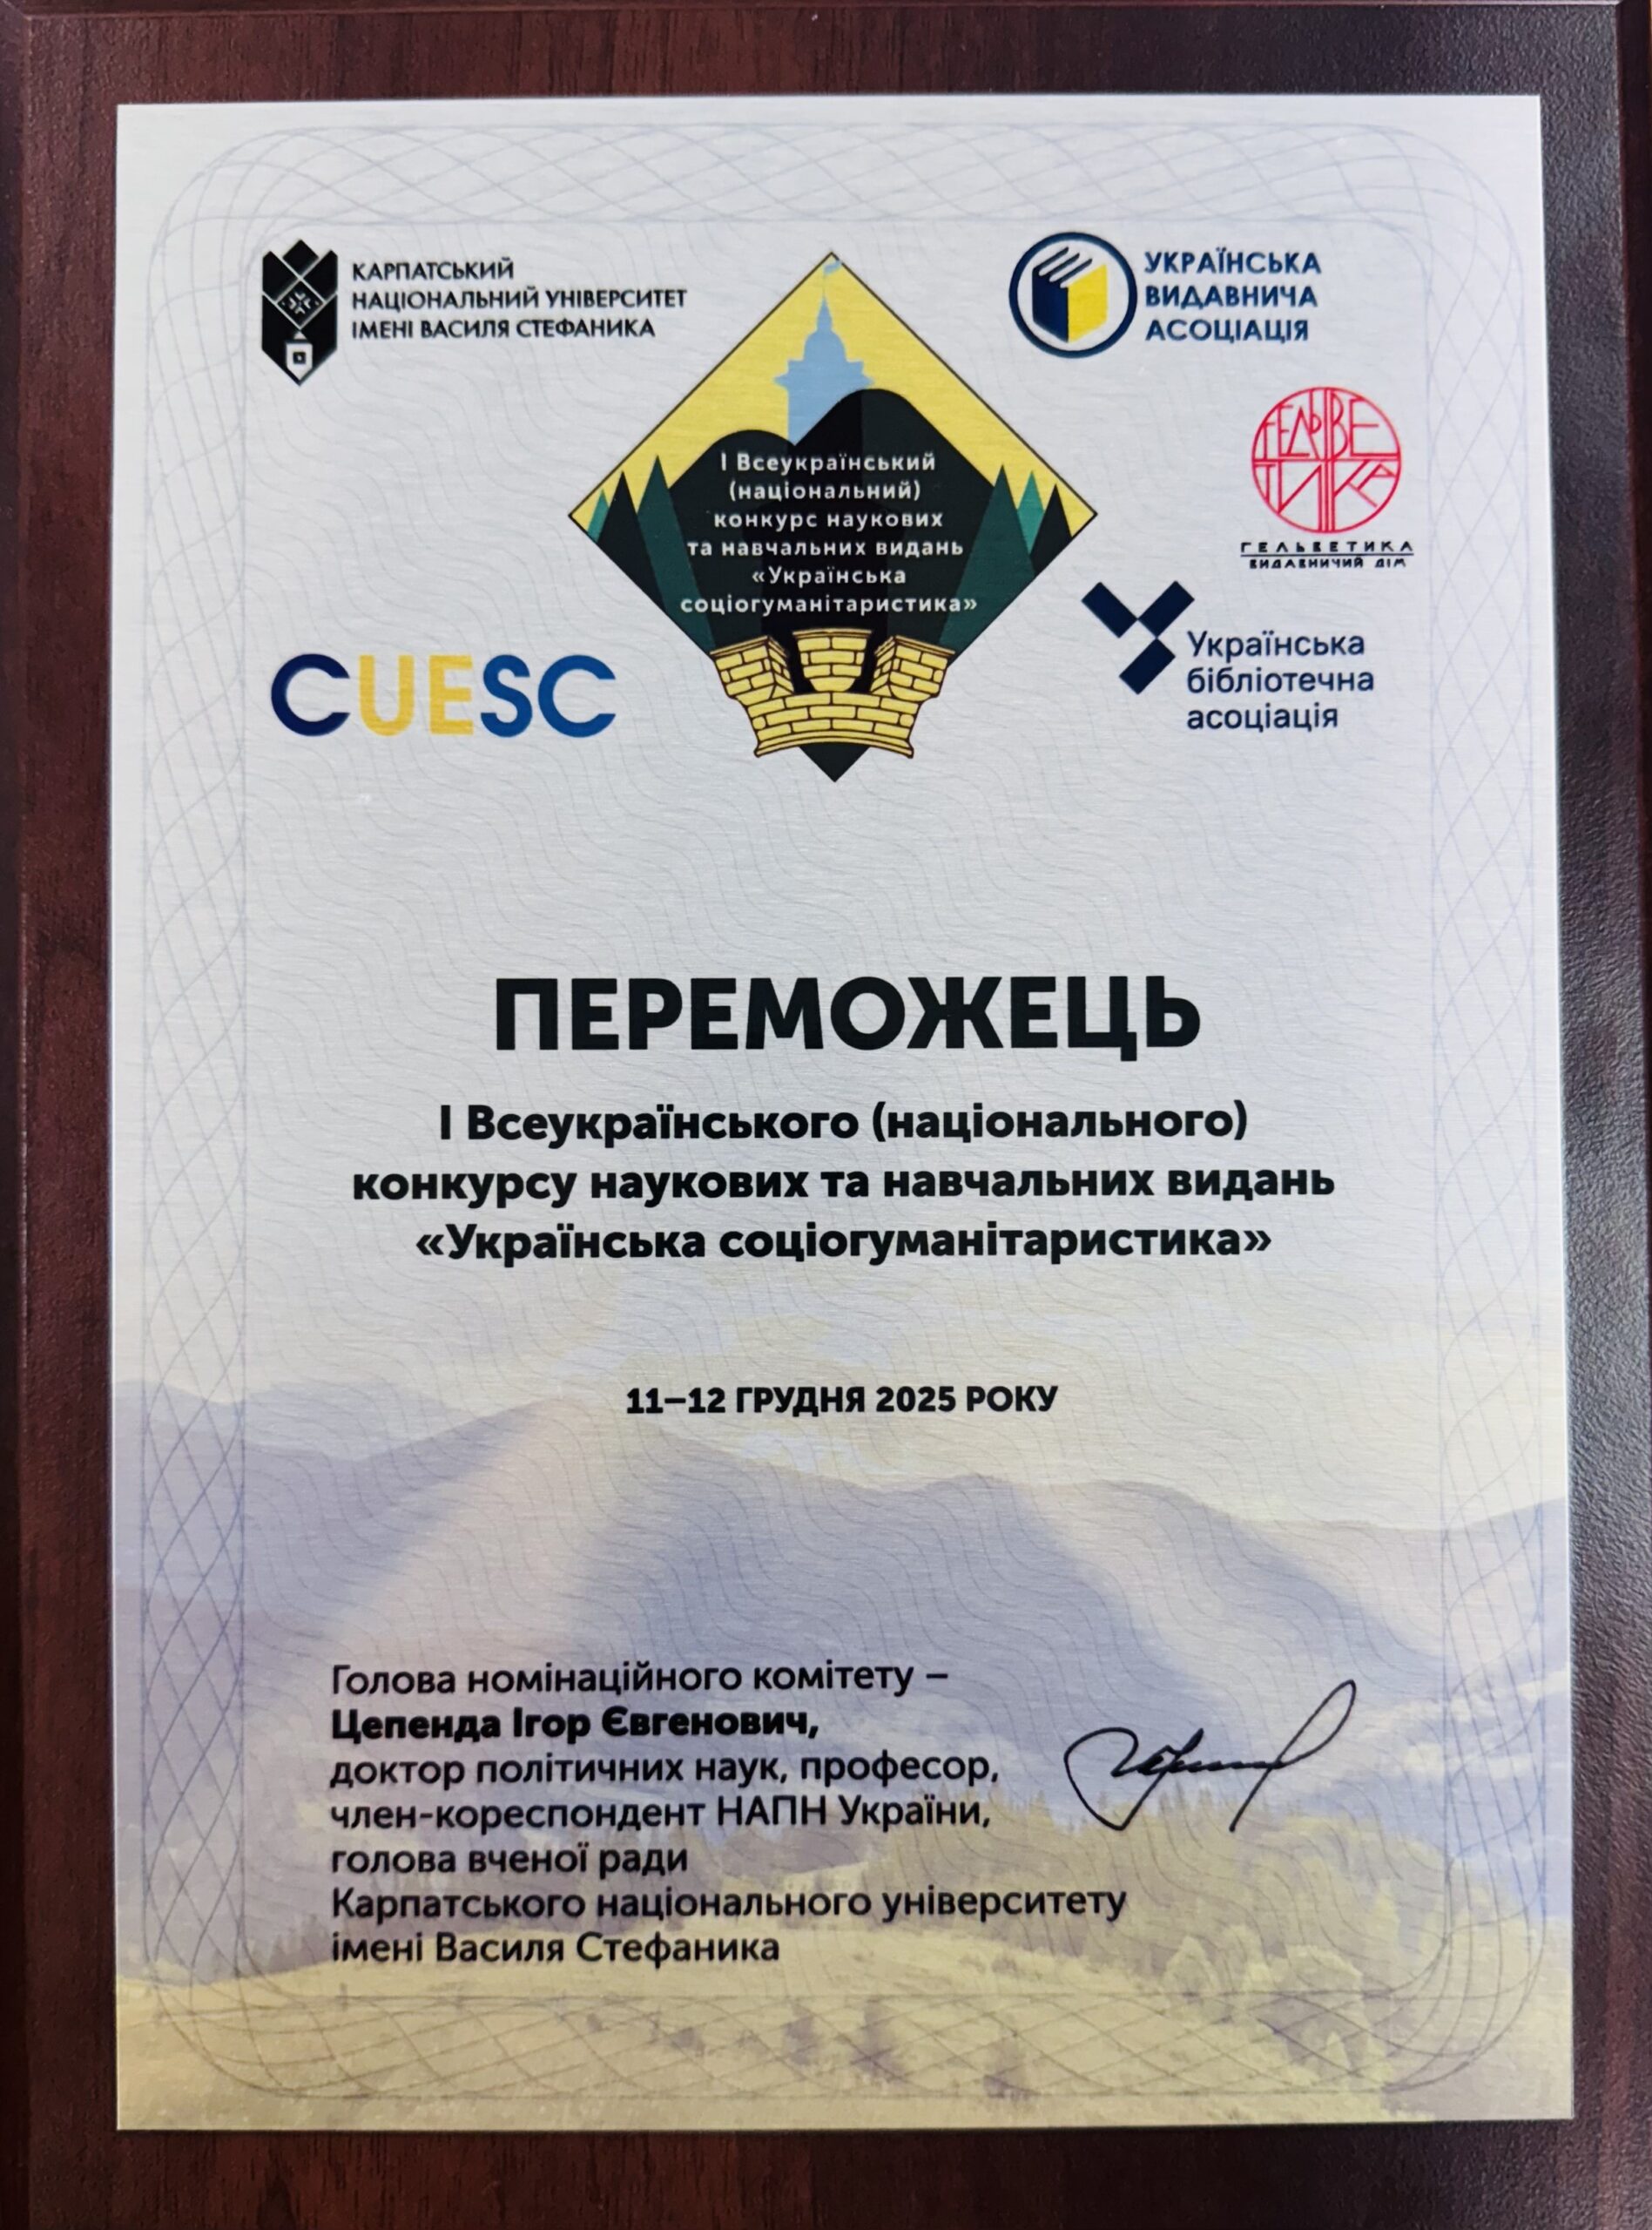 КАРПАТСЬКИЙ
НАЦІОНАЛЬНИЙ УНІВЕРСИТЕТ
ІМЕНІ ВАСИЛЯ СТЕФАНИКА
УКРАЇНСЬКА
ВИДАВНИЧА
АСОЦІАЦІЯ
І Всеукраїнський
(національний)
конкурс наукових
та навчальних видань
«Українська
соціогуманітаристика»
ГЕЛЬВЕ
ТИКА
ГЕЛЬВЕТИКА
ВИДАВНИЧИЙ ДІМ
CUESC
Українська
бібліотечна
асоціація
ПЕРЕМОЖЕЦЬ
І Всеукраїнського (національного)
конкурсу наукових та навчальних видань
«Українська соціогуманітаристика»
11–12 ГРУДНЯ 2025 РОКУ
Голова номінаційного комітету –
Цепенда Ігор Євгенович,
доктор політичних наук, професор,
член-кореспондент НАПН України,
голова вченої ради
Карпатського національного університету
імені Василя Стефаника